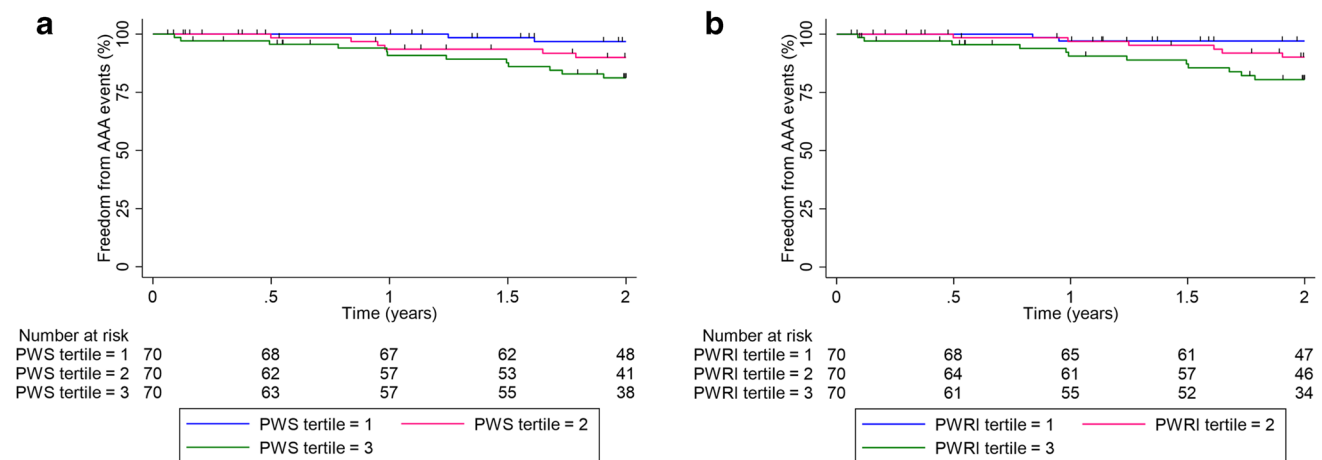 a
Freedom from AAA events (%)
100
75
50
25
0
0 .5 1 1.5 2
Time (years)
Number at risk
PWS tertile = 1 70 68 67 62 48
PWS tertile = 2 70 62 57 53 41
PWS tertile = 3 70 63 57 55 38
PWS tertile = 1 PWS tertile = 2
PWS tertile = 3
b
Freedom from AAA events (%)
100
75
50
25
0
0 .5 1 1.5 2
Time (years)
Number at risk
PWRI tertile = 1 70 68 65 61 47
PWRI tertile = 2 70 64 61 57 46
PWRI tertile = 3 70 61 55 52 34
PWRI tertile = 1 PWRI tertile = 2
PWRI tertile = 3